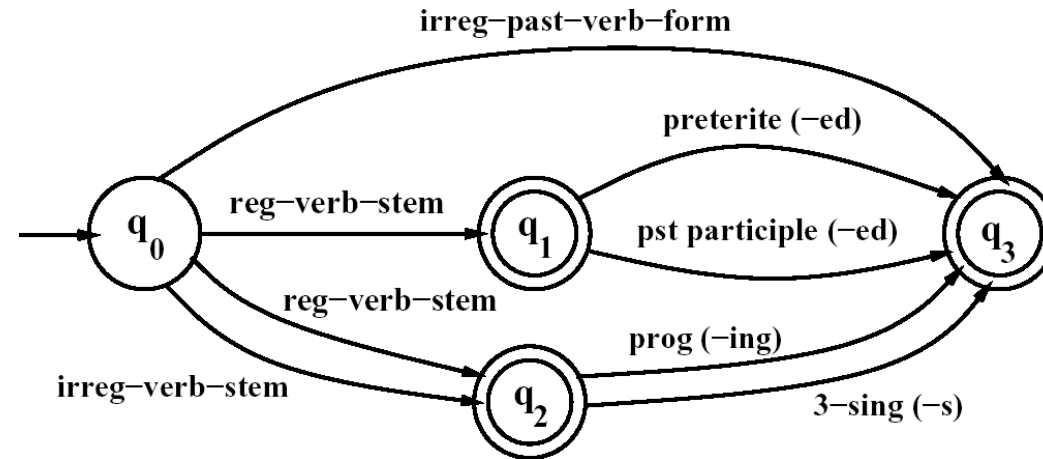 irreg−past−verb−form
preterite (−ed)
reg−verb−stem
q0
q1
pst participle (−ed)
q3
reg−verb−stem
prog (−ing)
irreg−verb−stem
q2
3−sing (−s)